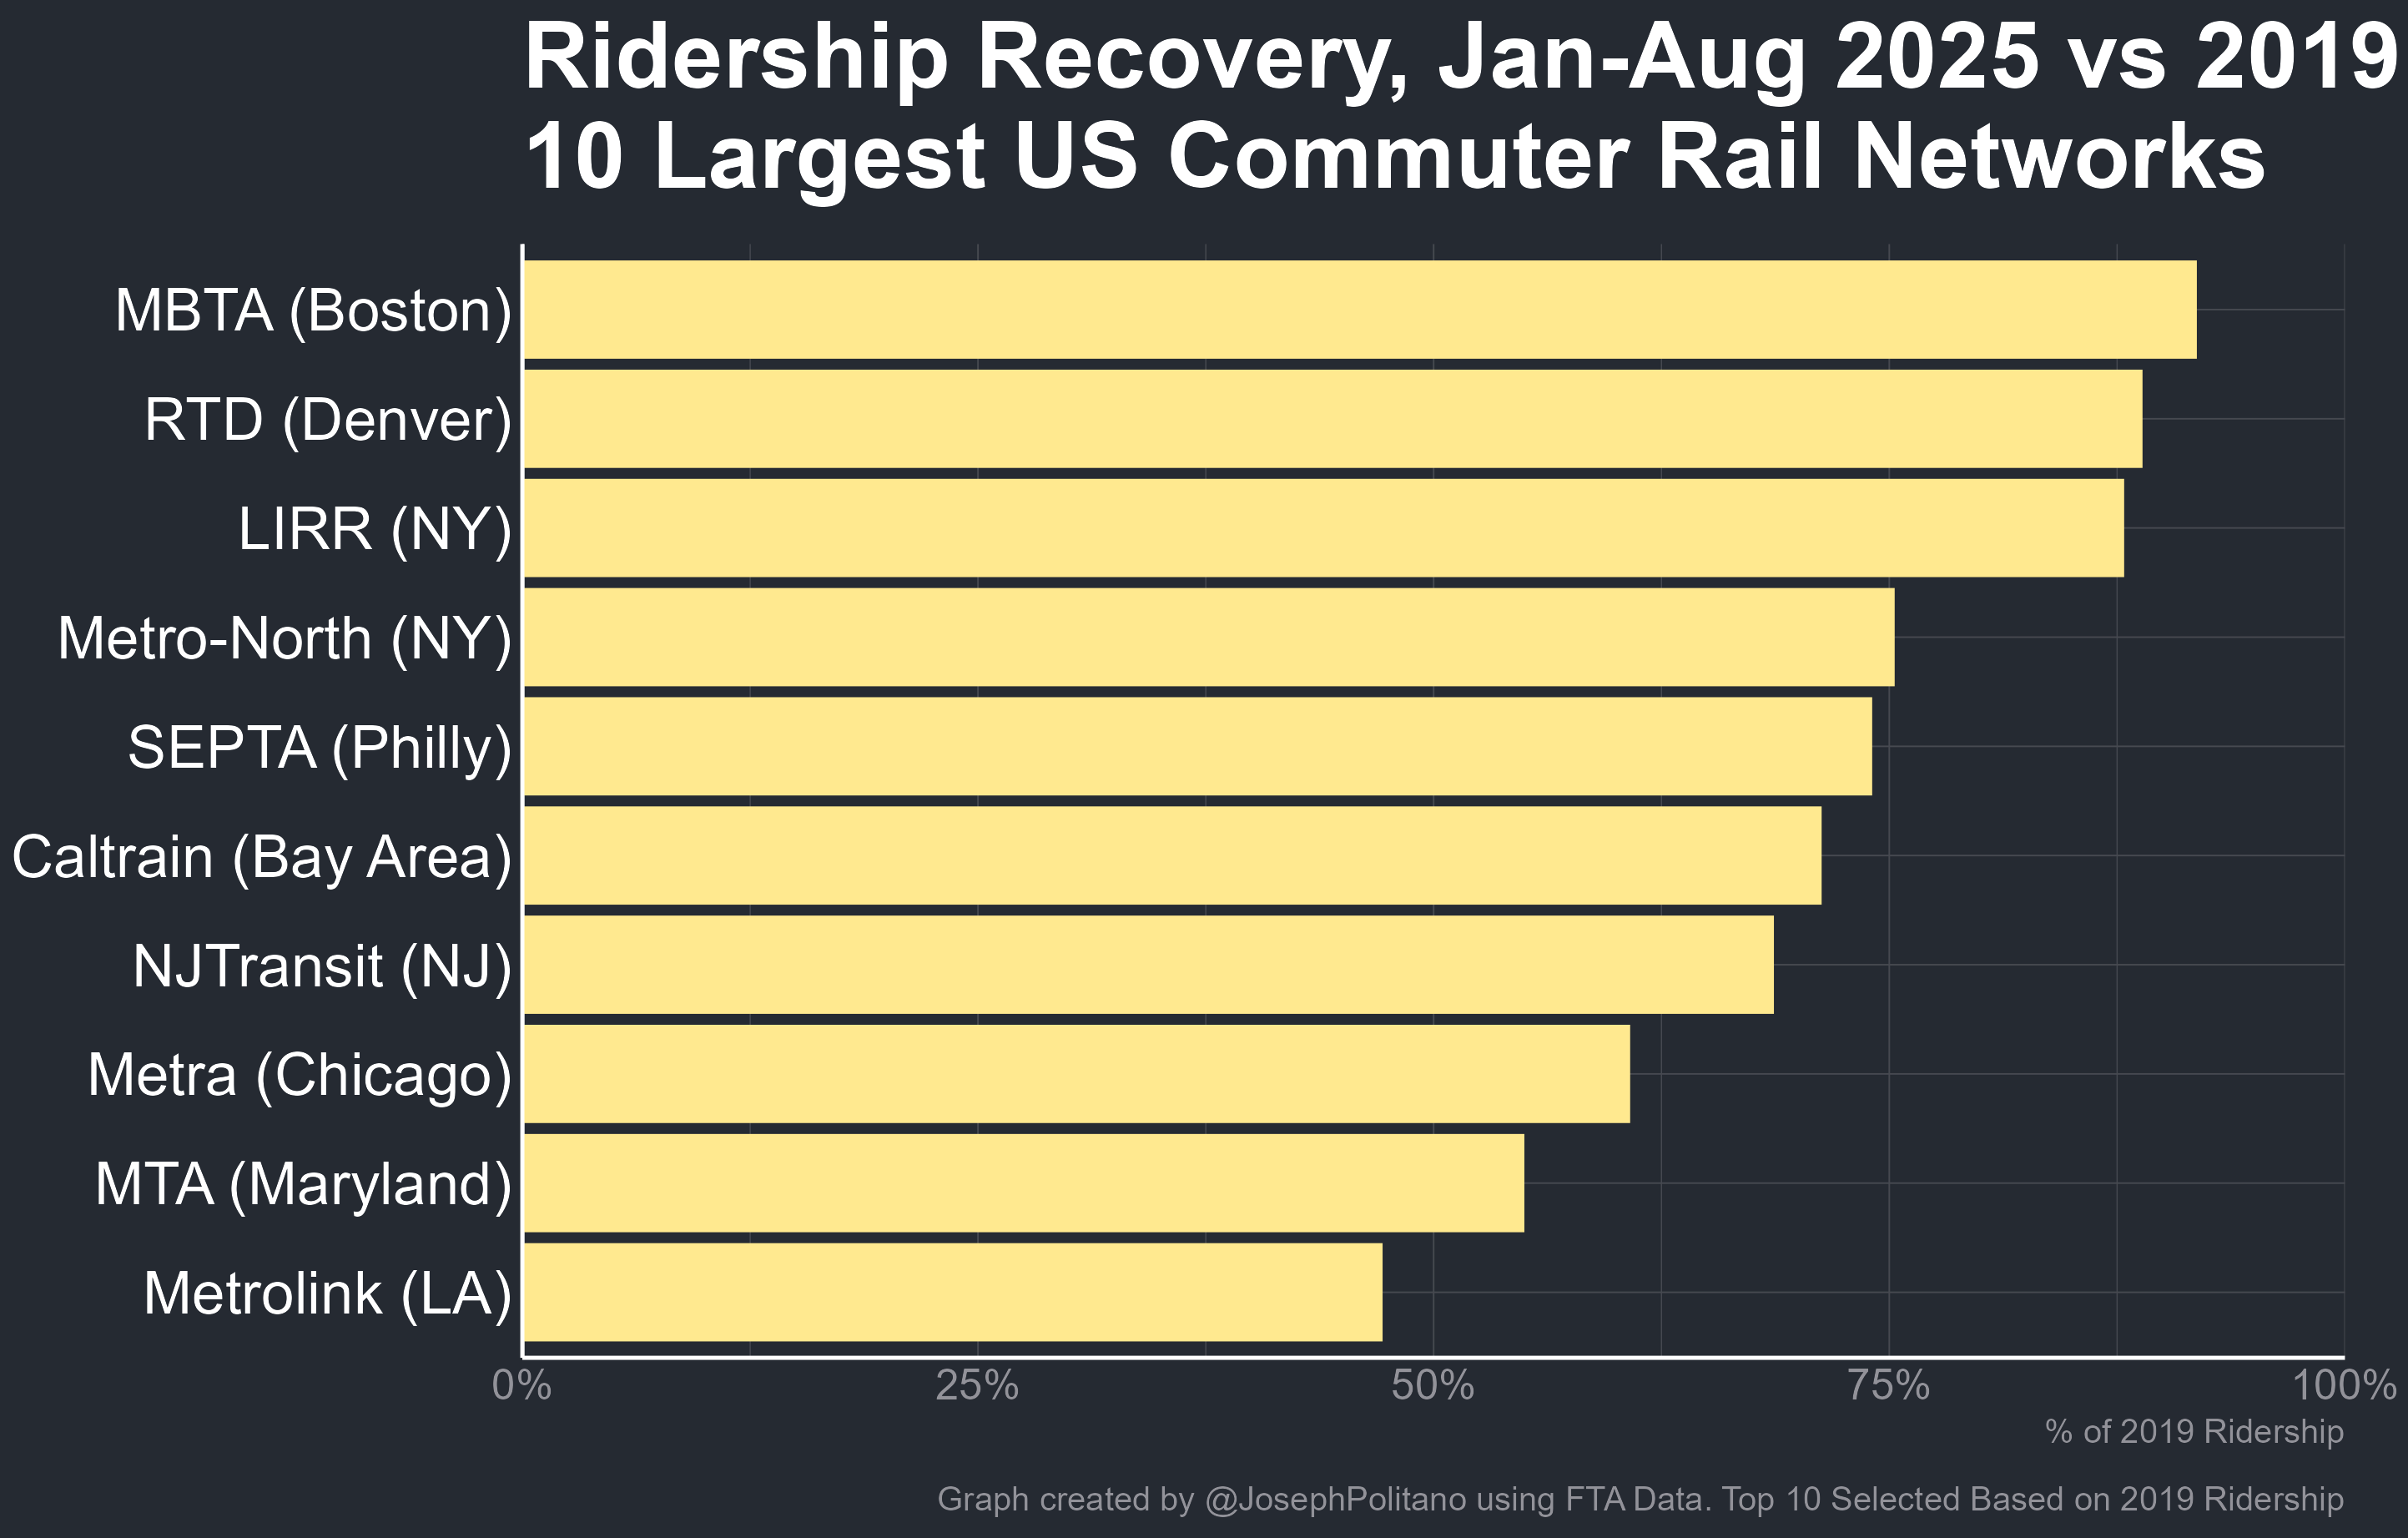 Ridership Recovery, Jan-Aug 2025 vs 2019
10 Largest US Commuter Rail Networks
MBTA (Boston)
RTD (Denver)
LIRR (NY)
Metro-North (NY)
SEPTA (Philly)
Caltrain (Bay Area)
NJTransit (NJ)
Metra (Chicago)
MTA (Maryland)
Metrolink (LA)
0% 25% 50% 75% 100%
% of 2019 Ridership
Graph created by @JosephPolitano using FTA Data. Top 10 Selected Based on 2019 Ridership